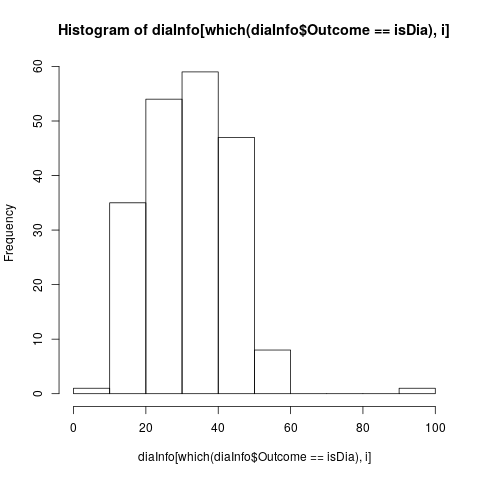 Histogram of diaInfo[which(diaInfo$Outcome == isDia), i]
Frequency
60
50
40
30
20
10
0
0 20 40 60 80 100
diaInfo[which(diaInfo$Outcome == isDia), i]